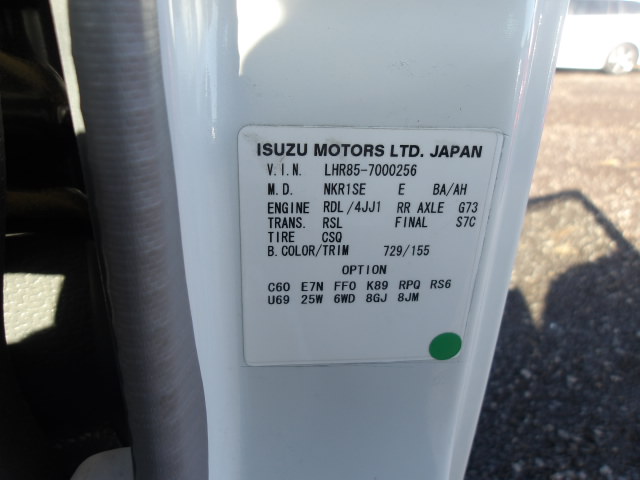 ISUZU MOTORS LTD. JAPAN
V.I.N. LHR85-7000256
M.D. NKR1SE E BA/AH
ENGINE RDL/4JJ1 RR AXLE G73
TRANS. RSL FINAL S7C
TIRE CSQ
B.COLOR/TRIM 729/155
OPTION
C60 E7N FF0 K89 RPQ RS6
U69 25W 6WD 8GJ 8JM